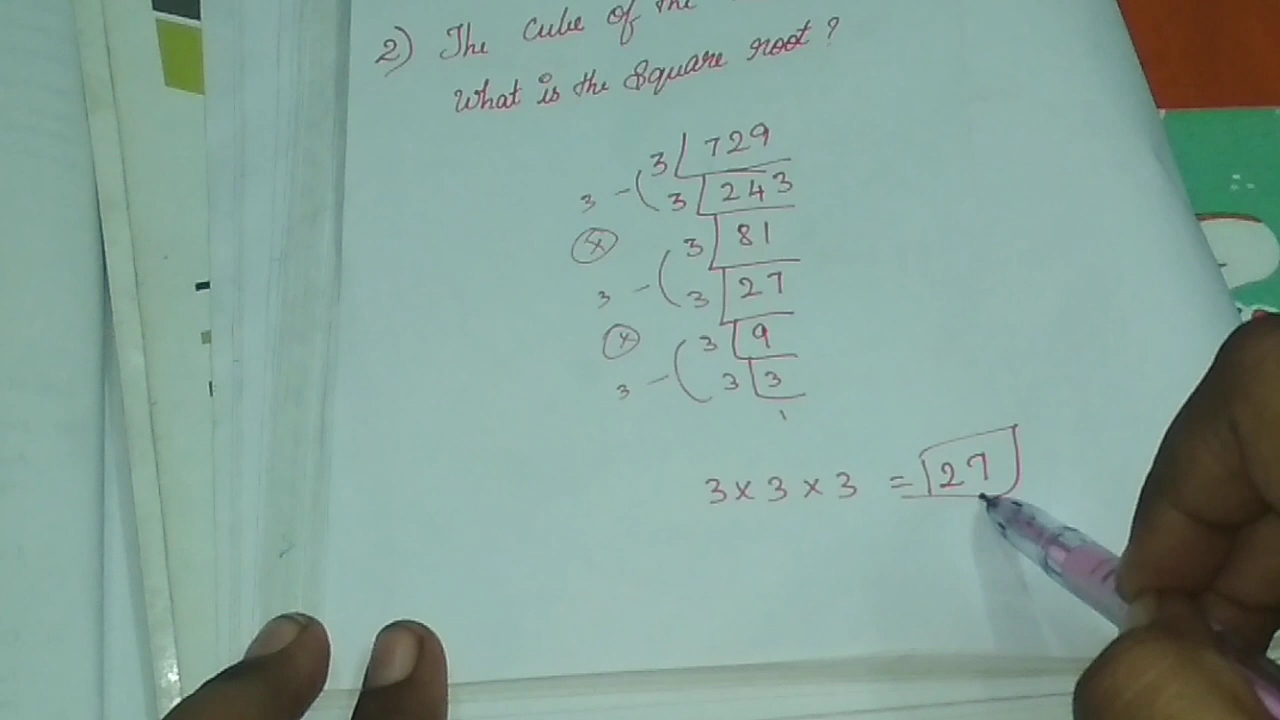 2) The cube of the
What is the square root?
3 729
3 - 3 243
× 3 81
3 - 3 27
× 3 9
3 - 3 3
1
3 × 3 × 3 = 27